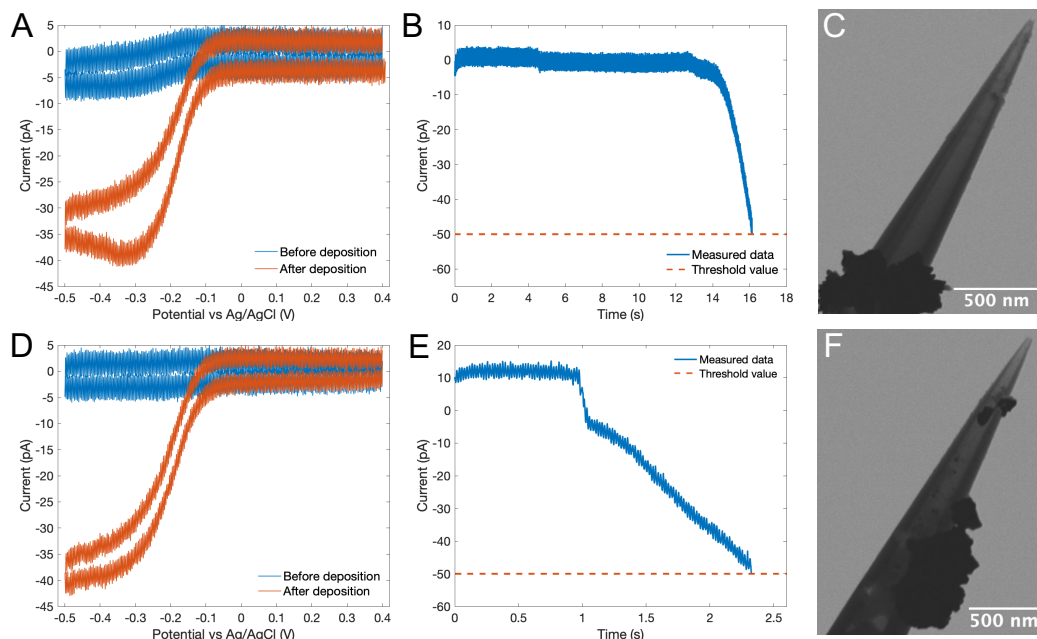 A
5
0
-5
-10
-15
-20
-25
-30
-35
-40
-45
Current (pA)
-0.5 -0.4 -0.3 -0.2 -0.1 0 0.1 0.2 0.3 0.4
Potential vs Ag/AgCl (V)
Before deposition
After deposition
B
10
0
-10
-20
-30
-40
-50
-60
Current (pA)
0 2 4 6 8 10 12 14 16 18
Time (s)
Measured data
Threshold value
C
500 nm
D
5
0
-5
-10
-15
-20
-25
-30
-35
-40
-45
Current (pA)
-0.5 -0.4 -0.3 -0.2 -0.1 0 0.1 0.2 0.3 0.4
Potential vs Ag/AgCl (V)
Before deposition
After deposition
E
20
10
0
-10
-20
-30
-40
-50
-60
Current (pA)
0 0.5 1 1.5 2 2.5
Time (s)
Measured data
Threshold value
F
500 nm